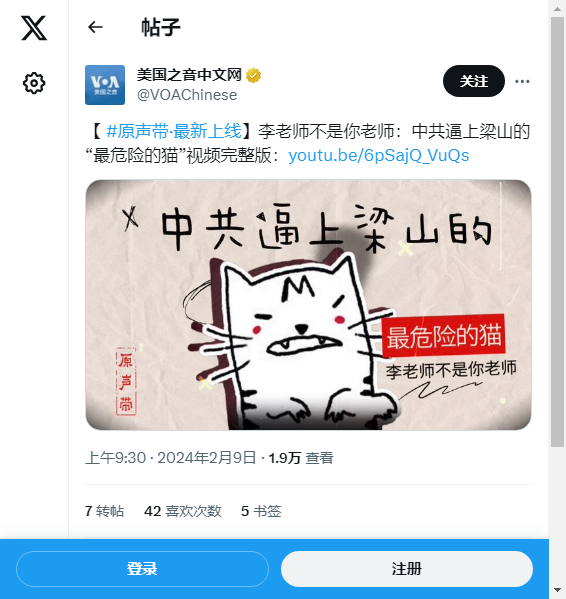 帖子
VOA
美国之音
美国之音中文网
@VOAChinese
关注
【 #原声带·最新上线】李老师不是你老师：中共逼上梁山的
“最危险的猫”视频完整版：youtu.be/6pSajQ_VuQs
中共逼上梁山的
最危险的猫
李老师不是你老师
原声带
上午9:30 · 2024年2月9日 · 1.9万 查看
7 转帖 42 喜欢次数 5 书签
登录
注册